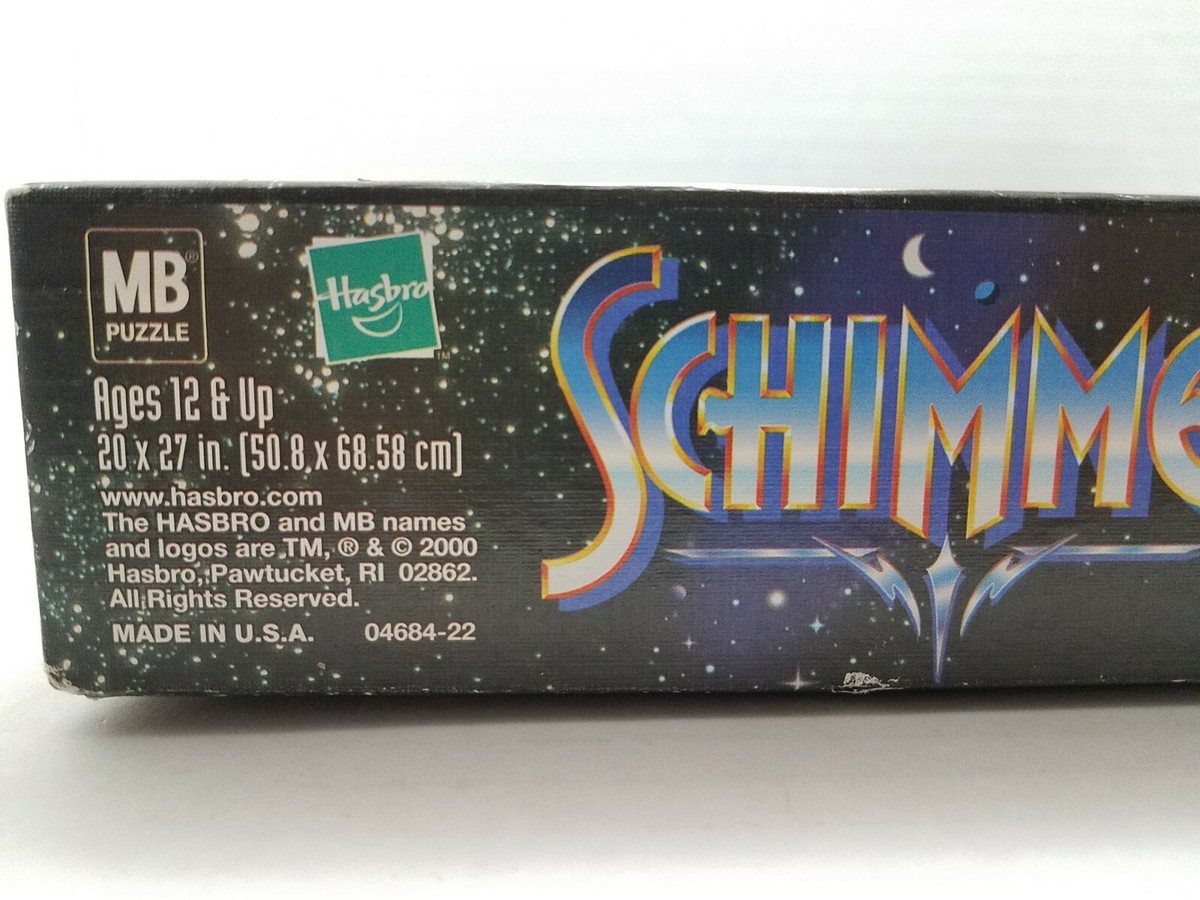 MB®
PUZZLE
Hasbro
TM
Ages 12 & Up
20 x 27 in. (50.8 x 68.58 cm)
www.hasbro.com
The HASBRO and MB names
and logos are TM, ® & © 2000
Hasbro, Pawtucket, RI 02862.
All Rights Reserved.
MADE IN U.S.A. 04684-22
SCHIMME